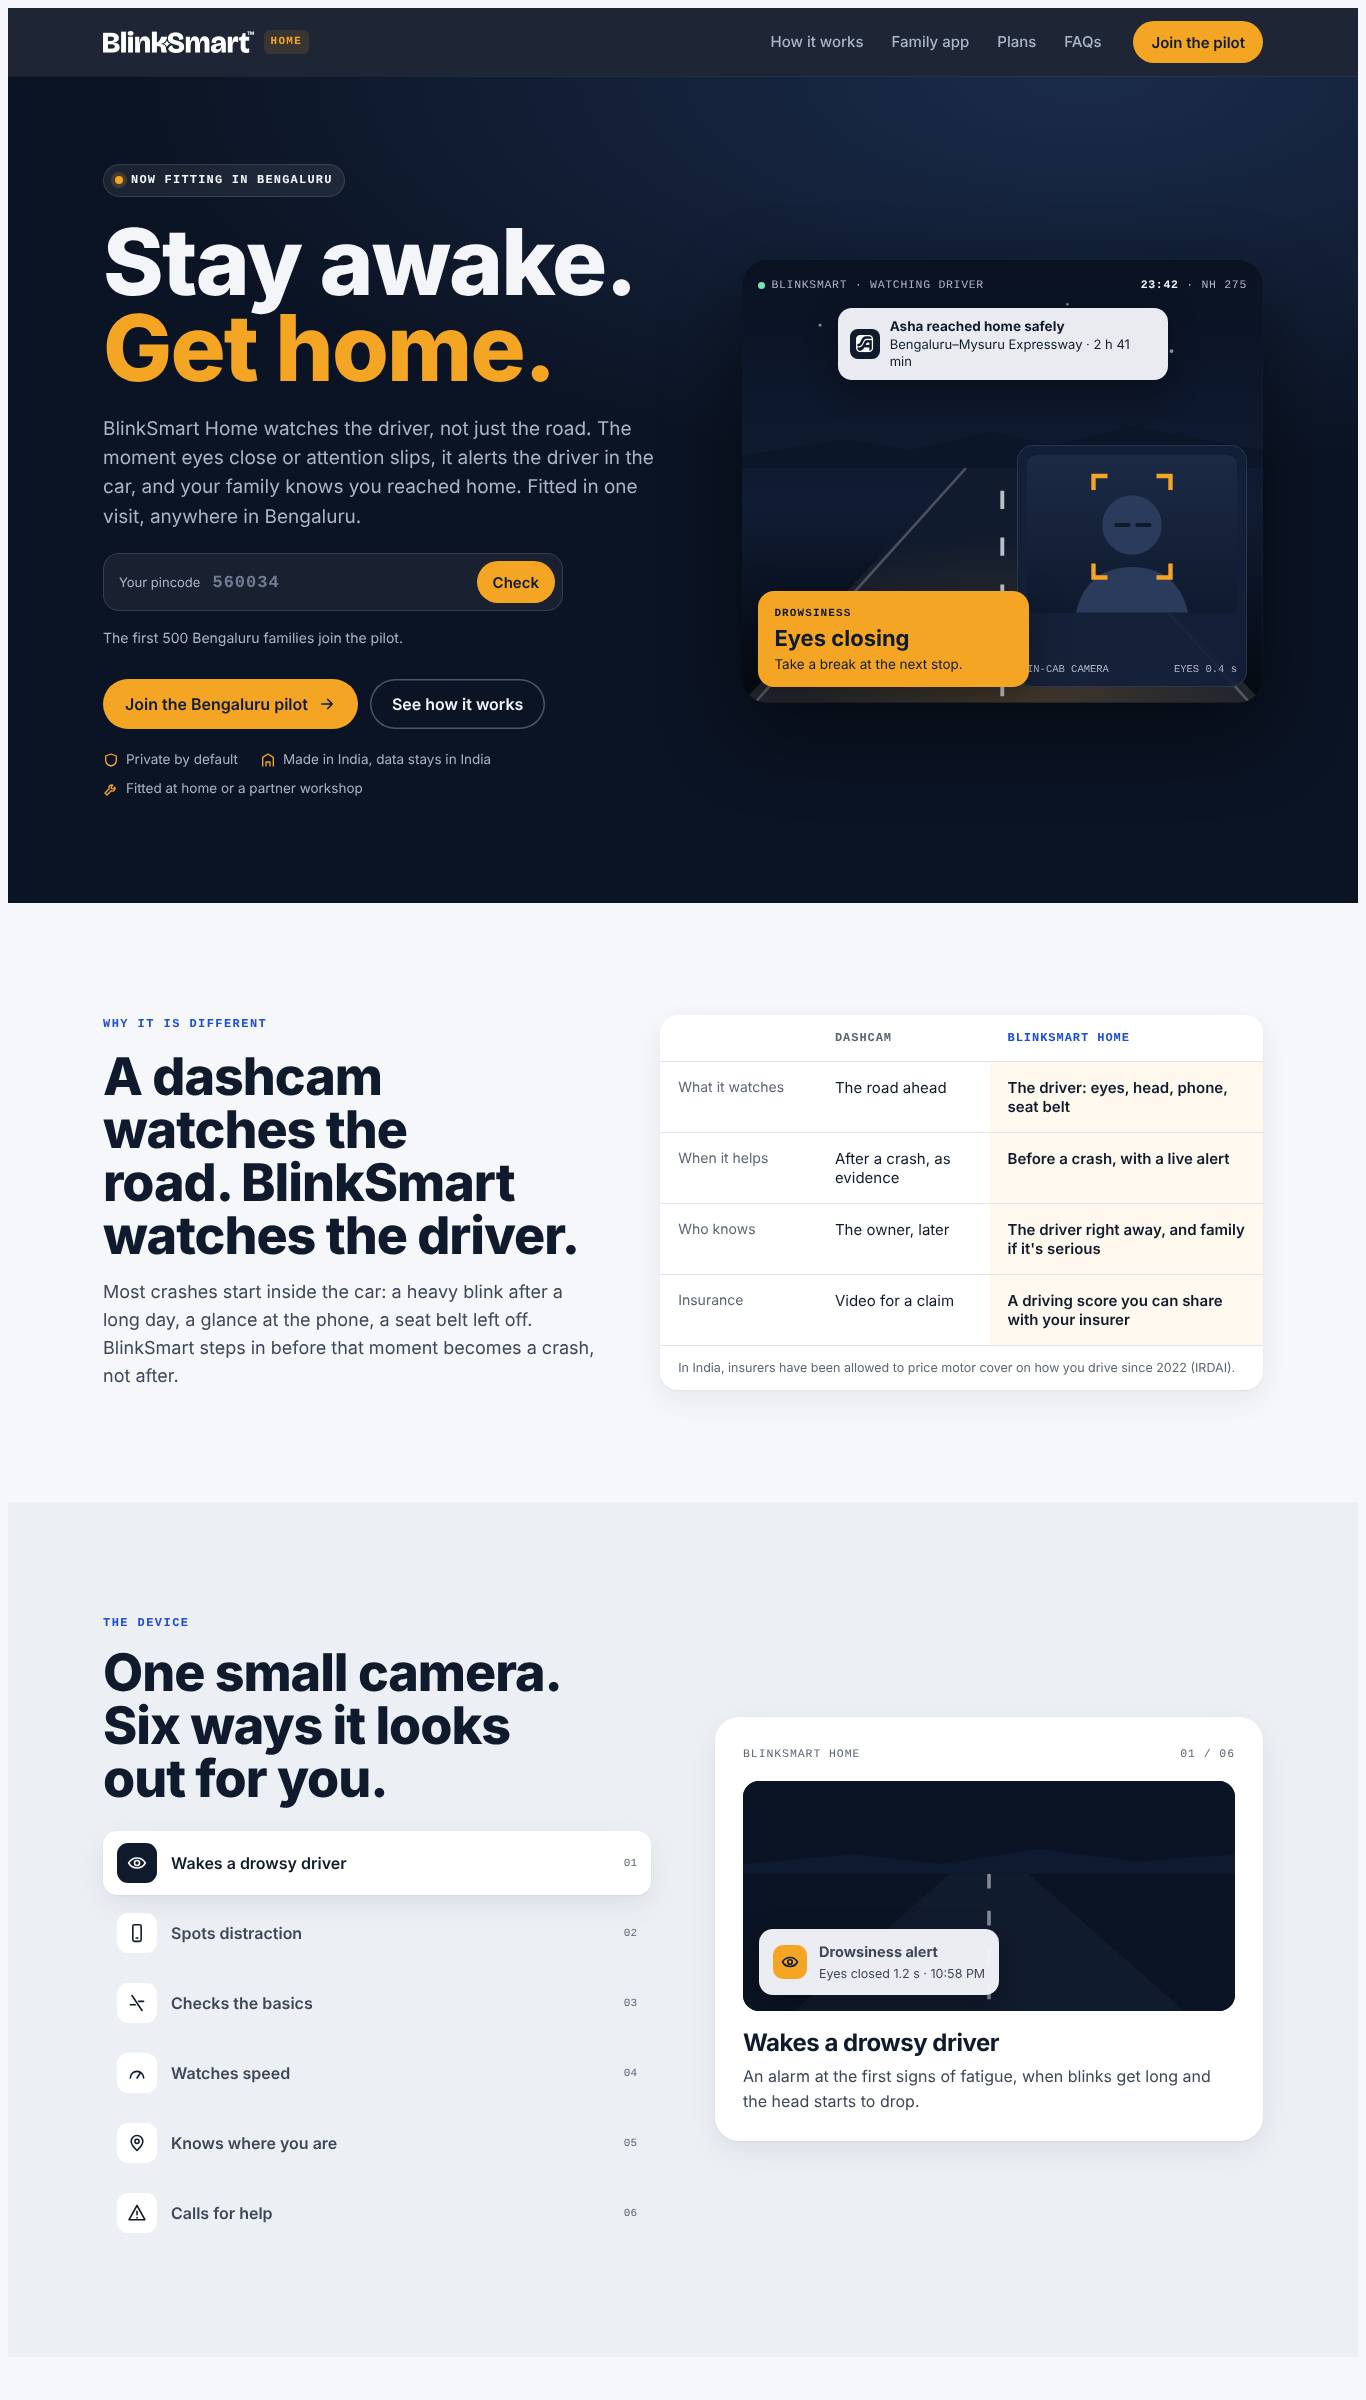 BlinkSmart™ HOME
How it works Family app Plans FAQs Join the pilot
NOW FITTING IN BENGALURU
Stay awake.
Get home.
BlinkSmart Home watches the driver, not just the road. The
moment eyes close or attention slips, it alerts the driver in the
car, and your family knows you reached home. Fitted in one
visit, anywhere in Bengaluru.
Your pincode 560034 Check
The first 500 Bengaluru families join the pilot.
Join the Bengaluru pilot → See how it works
Private by default Made in India, data stays in India
Fitted at home or a partner workshop
BLINKSMART · WATCHING DRIVER 23:42 · NH 275
Asha reached home safely
Bengaluru–Mysuru Expressway · 2 h 41
min
DROWSINESS
Eyes closing
Take a break at the next stop.
IN-CAB CAMERA EYES 0.4 s
WHY IT IS DIFFERENT
A dashcam
watches the
road. BlinkSmart
watches the driver.
Most crashes start inside the car: a heavy blink after a
long day, a glance at the phone, a seat belt left off.
BlinkSmart steps in before that moment becomes a crash,
not after.
DASHCAM BLINKSMART HOME
What it watches The road ahead The driver: eyes, head, phone,
seat belt
When it helps After a crash, as Before a crash, with a live alert
evidence
Who knows The owner, later The driver right away, and family
if it's serious
Insurance Video for a claim A driving score you can share
with your insurer
In India, insurers have been allowed to price motor cover on how you drive since 2022 (IRDAI).
THE DEVICE
One small camera.
Six ways it looks
out for you.
Wakes a drowsy driver 01
Spots distraction 02
Checks the basics 03
Watches speed 04
Knows where you are 05
Calls for help 06
BLINKSMART HOME 01 / 06
Drowsiness alert
Eyes closed 1.2 s · 10:58 PM
Wakes a drowsy driver
An alarm at the first signs of fatigue, when blinks get long and
the head starts to drop.